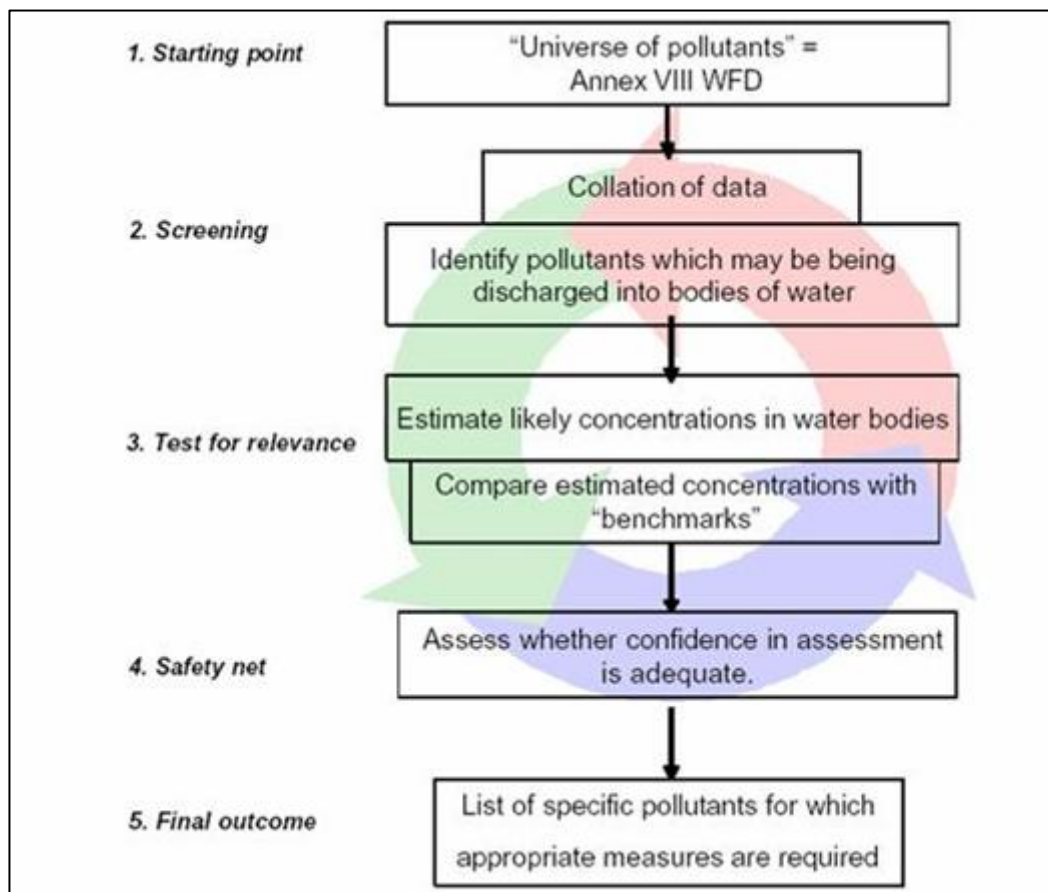 1. Starting point
“Universe of pollutants” =
Annex VIII WFD
Collation of data
2. Screening
Identify pollutants which may be being
discharged into bodies of water
Estimate likely concentrations in water bodies
3. Test for relevance
Compare estimated concentrations with
“benchmarks”
Assess whether confidence in assessment
is adequate.
4. Safety net
List of specific pollutants for which
5. Final outcome
appropriate measures are required